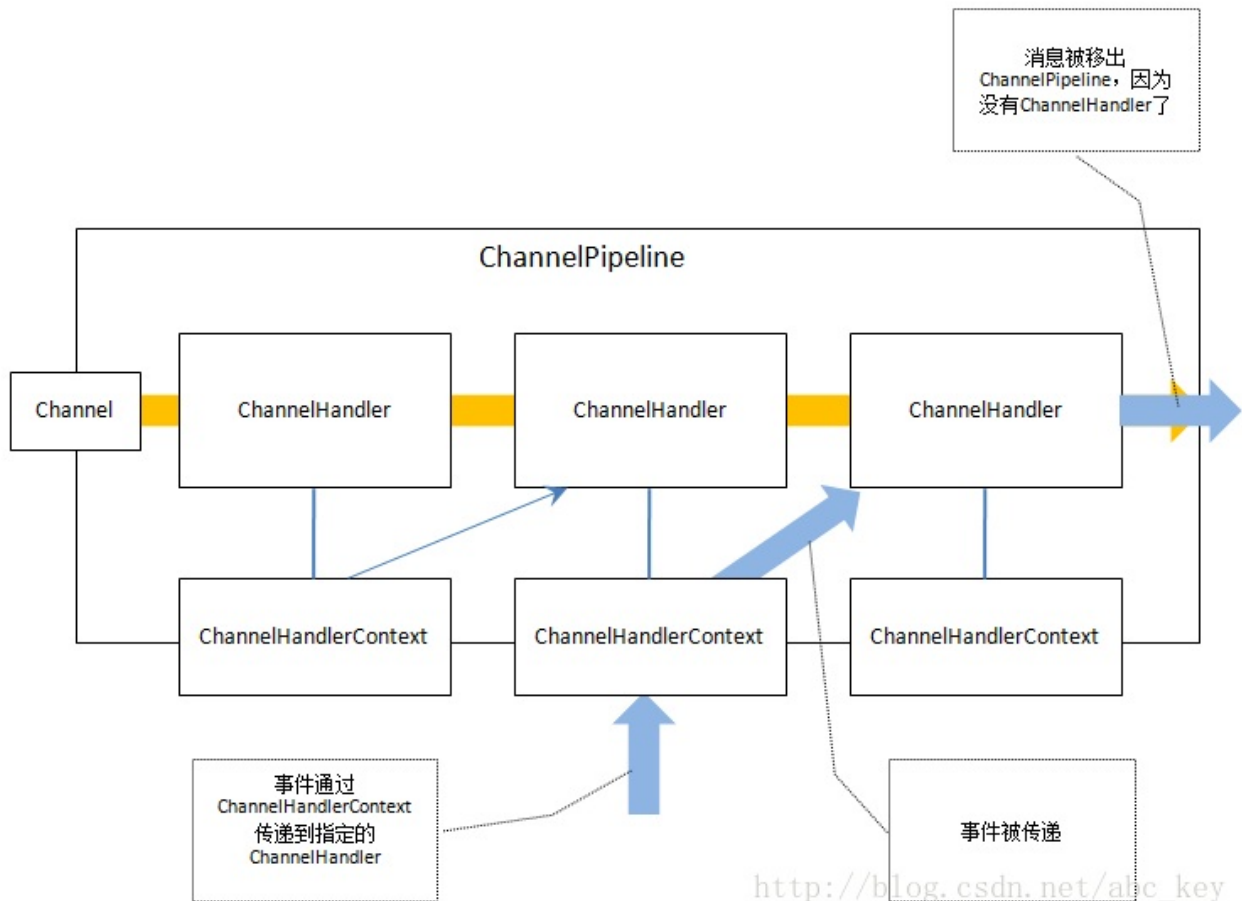 消息被移出
ChannelPipeline，因为
没有ChannelHandler了
ChannelPipeline
Channel
ChannelHandler
ChannelHandler
ChannelHandler
ChannelHandlerContext
ChannelHandlerContext
ChannelHandlerContext
事件通过
ChannelHandlerContext
传递到指定的
ChannelHandler
事件被传递
http://blog.csdn.net/abc_key